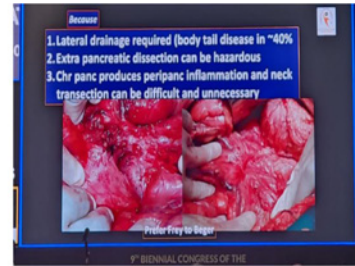 Because
1. Lateral drainage required (body tail disease in ~40%
2. Extra pancreatic dissection can be hazardous
3. Chr panc produces peripanc inflammation and neck
transection can be difficult and unnecessary
Prefer Frey to Beger
9TH BIENNIAL CONGRESS OF THE